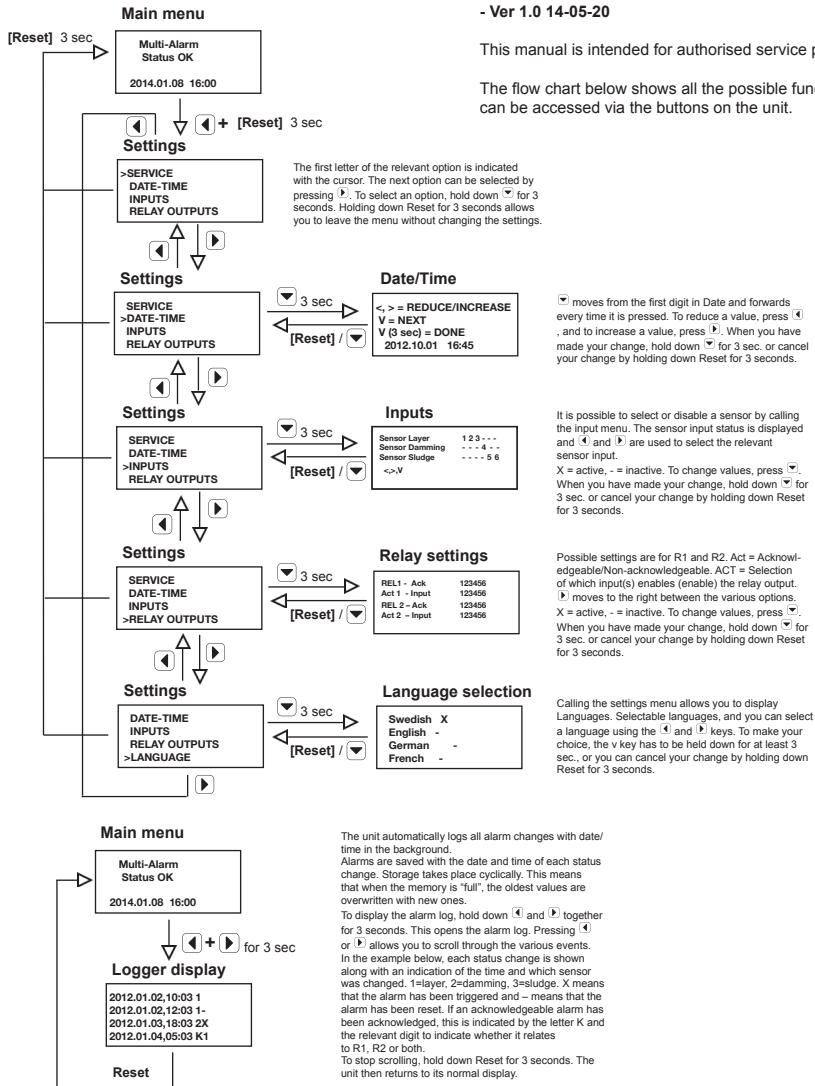 Main menu
[Reset] 3 sec
Multi-Alarm
Status OK
2014.01.08 16:00
- Ver 1.0 14-05-20
This manual is intended for authorised service p
The flow chart below shows all the possible fun
can be accessed via the buttons on the unit.
+ [Reset] 3 sec
Settings
>SERVICE
DATE-TIME
INPUTS
RELAY OUTPUTS
The first letter of the relevant option is indicated
with the cursor. The next option can be selected by
pressing . To select an option, hold down for 3
seconds. Holding down Reset for 3 seconds allows
you to leave the menu without changing the settings.
Settings
SERVICE
>DATE-TIME
INPUTS
RELAY OUTPUTS
3 sec
[Reset] /
Date/Time
<, > = REDUCE/INCREASE
V = NEXT
V (3 sec) = DONE
2012.10.01 16:45
moves from the first digit in Date and forwards
every time it is pressed. To reduce a value, press
, and to increase a value, press . When you have
made your change, hold down for 3 sec. or cancel
your change by holding down Reset for 3 seconds.
Settings
SERVICE
DATE-TIME
>INPUTS
RELAY OUTPUTS
3 sec
[Reset] /
Inputs
Sensor Layer 1 2 3 - - -
Sensor Damming - - - 4 - -
Sensor Sludge - - - - 5 6
<,>,V
It is possible to select or disable a sensor by calling
the input menu. The sensor input status is displayed
and and are used to select the relevant
sensor input.
X = active, - = inactive. To change values, press .
When you have made your change, hold down for
3 sec. or cancel your change by holding down Reset
for 3 seconds.
Settings
SERVICE
DATE-TIME
INPUTS
>RELAY OUTPUTS
3 sec
[Reset] /
Relay settings
REL1 - Ack 123456
Act 1 - Input 123456
REL 2 – Ack 123456
Act 2 – Input 123456
Possible settings are for R1 and R2. Act = Acknowl-
edgeable/Non-acknowledgeable. ACT = Selection
of which input(s) enables (enable) the relay output.
moves to the right between the various options.
X = active, - = inactive. To change values, press .
When you have made your change, hold down for
3 sec. or cancel your change by holding down Reset
for 3 seconds.
Settings
DATE-TIME
INPUTS
RELAY OUTPUTS
>LANGUAGE
3 sec
[Reset] /
Language selection
Swedish X
English -
German -
French -
Calling the settings menu allows you to display
Languages. Selectable languages, and you can select
a language using the and keys. To make your
choice, the v key has to be held down for at least 3
sec., or you can cancel your change by holding down
Reset for 3 seconds.
Main menu
Multi-Alarm
Status OK
2014.01.08 16:00
+ for 3 sec
Logger display
2012.01.02,10:03 1
2012.01.02,12:03 1-
2012.01.03,18:03 2X
2012.01.04,05:03 K1
Reset
The unit automatically logs all alarm changes with date/
time in the background.
Alarms are saved with the date and time of each status
change. Storage takes place cyclically. This means
that when the memory is “full”, the oldest values are
overwritten with new ones.
To display the alarm log, hold down and together
for 3 seconds. This opens the alarm log. Pressing
or allows you to scroll through the various events.
In the example below, each status change is shown
along with an indication of the time and which sensor
was changed. 1=layer, 2=damming, 3=sludge. X means
that the alarm has been triggered and – means that the
alarm has been reset. If an acknowledgeable alarm has
been acknowledged, this is indicated by the letter K and
the relevant digit to indicate whether it relates
to R1, R2 or both.
To stop scrolling, hold down Reset for 3 seconds. The
unit then returns to its normal display.